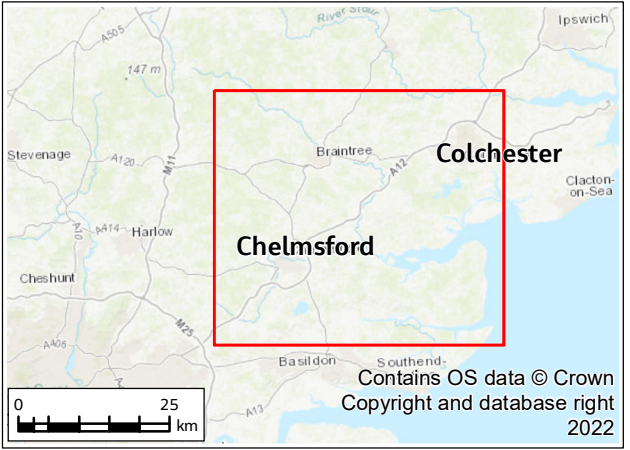 Ipswich
River Stour
A505
147 m
Stevenage
A120
M11
Braintree
A12
Colchester
Clacton-
on-Sea
A10
A414
Harlow
Chelmsford
Cheshunt
M25
A406
Basildon
Southend-
A13
Contains OS data © Crown
Copyright and database right
2022
0 25
km